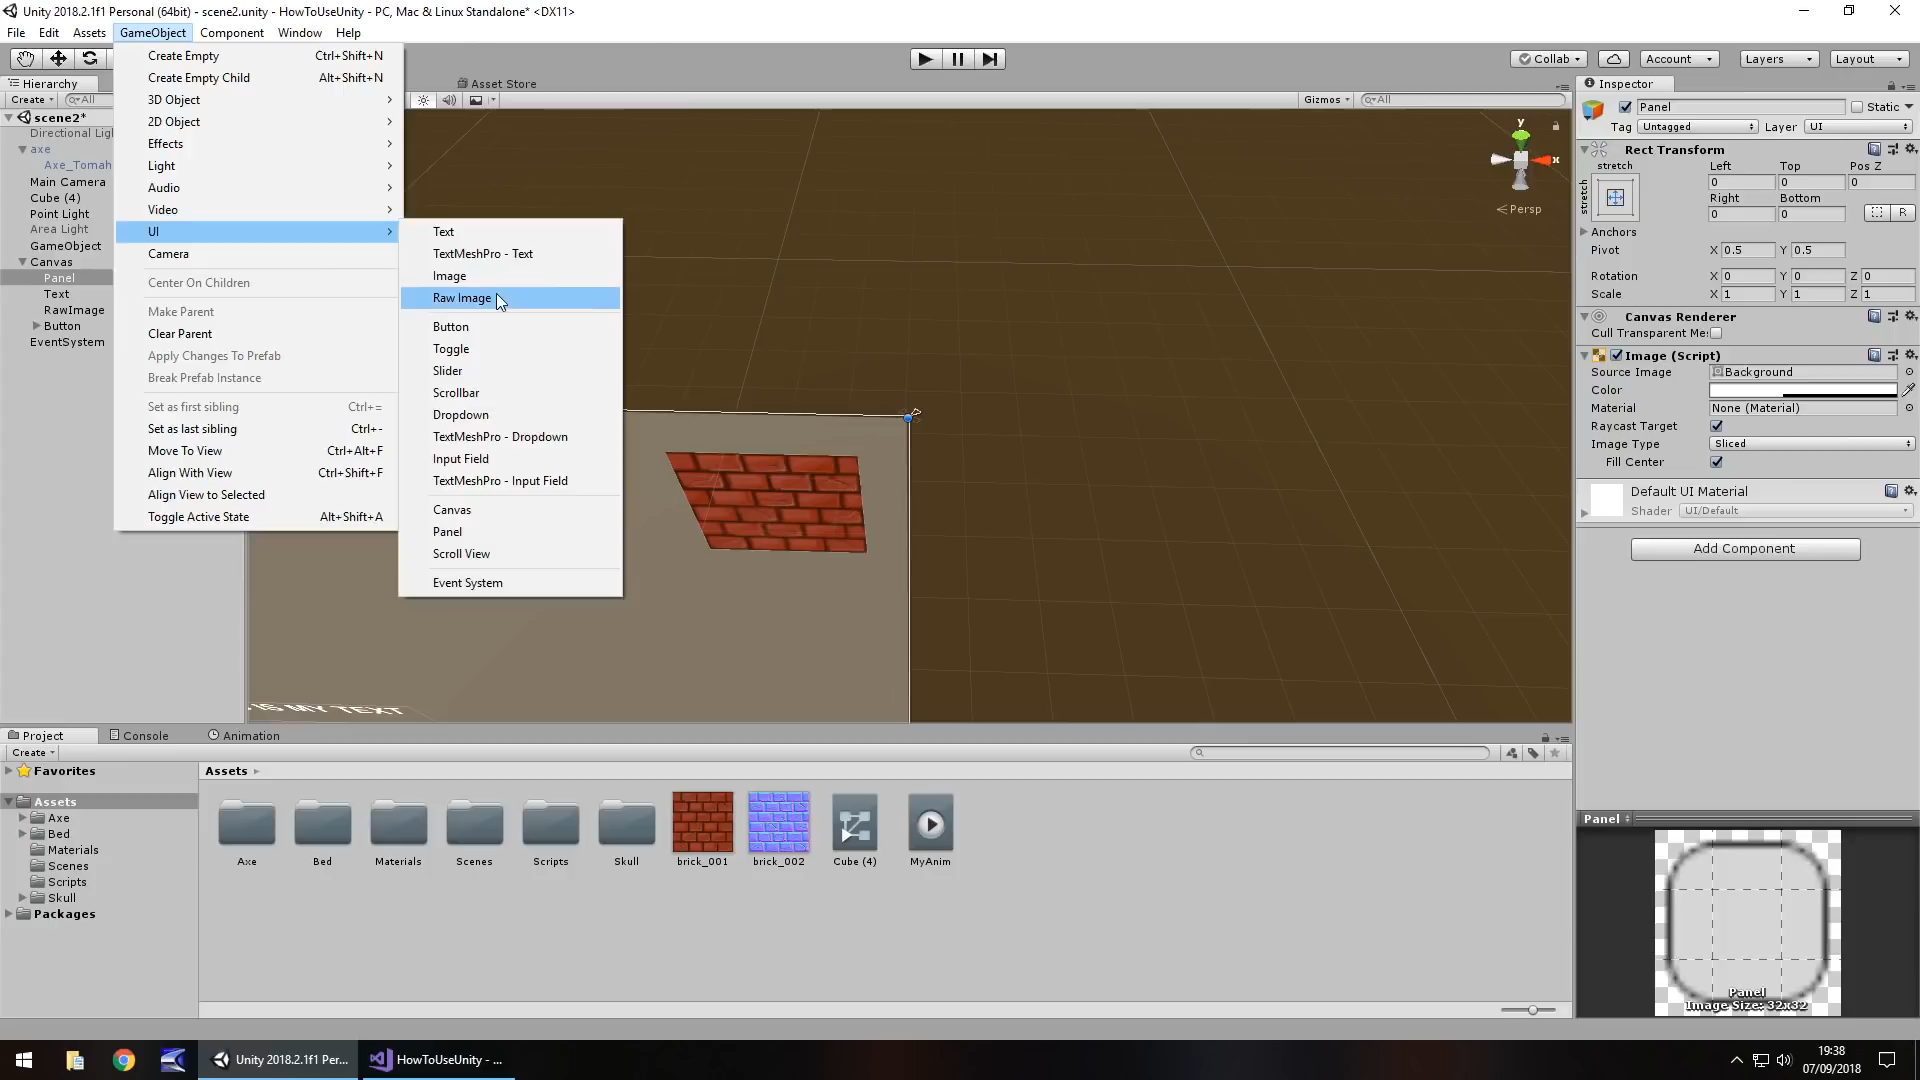 Unity 2018.2.1f1 Personal (64bit) - scene2.unity - HowToUseUnity - PC, Mac & Linux Standalone* <DX11>
File Edit Assets GameObject Component Window Help
Collab Account Layers Layout
Hierarchy
Create All
scene2*
Directional Ligh
axe
Axe_Tomah
Main Camera
Cube (4)
Point Light
Area Light
GameObject
Canvas
Panel
Text
RawImage
Button
EventSystem
Create Empty Ctrl+Shift+N
Create Empty Child Alt+Shift+N
3D Object
2D Object
Effects
Light
Audio
Video
UI
Camera
Center On Children
Make Parent
Clear Parent
Apply Changes To Prefab
Break Prefab Instance
Set as first sibling Ctrl+=
Set as last sibling Ctrl+-
Move To View Ctrl+Alt+F
Align With View Ctrl+Shift+F
Align View to Selected
Toggle Active State Alt+Shift+A
Text
TextMeshPro - Text
Image
Raw Image
Button
Toggle
Slider
Scrollbar
Dropdown
TextMeshPro - Dropdown
Input Field
TextMeshPro - Input Field
Canvas
Panel
Scroll View
Event System
Asset Store
Gizmos All
y
x
Persp
IS MY TEXT
Inspector
Panel Static
Tag Untagged Layer UI
Rect Transform
stretch
stretch
Left Top Pos Z
0 0 0
Right Bottom
0 0 R
Anchors
Pivot X 0.5 Y 0.5
Rotation X 0 Y 0 Z 0
Scale X 1 Y 1 Z 1
Canvas Renderer
Cull Transparent Me:
Image (Script)
Source Image Background
Color
Material None (Material)
Raycast Target
Image Type Sliced
Fill Center
Default UI Material
Shader UI/Default
Add Component
Panel
Panel
Image Size: 32x32
Project Console Animation
Create
Favorites
Assets
Axe
Bed
Materials
Scenes
Scripts
Skull
Packages
Assets
Axe Bed Materials Scenes Scripts Skull brick_001 brick_002 Cube (4) MyAnim
Unity 2018.2.1f1 Per...
HowToUseUnity - ...
19:38
07/09/2018